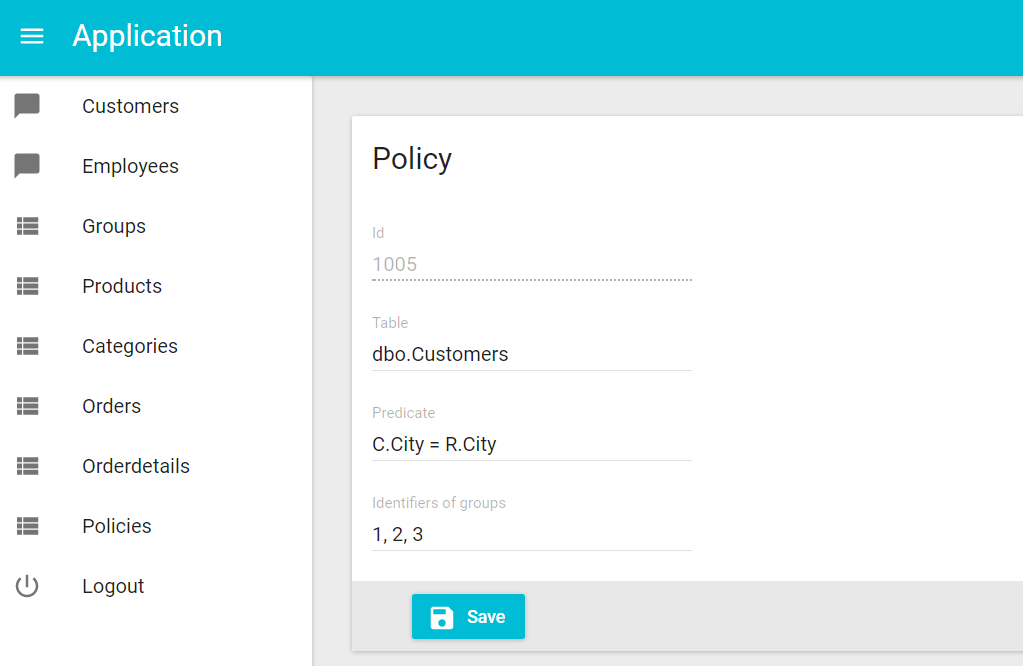 Application
Customers
Employees
Groups
Products
Categories
Orders
Orderdetails
Policies
Logout
Policy
Id
1005
Table
dbo.Customers
Predicate
C.City = R.City
Identifiers of groups
1, 2, 3
Save